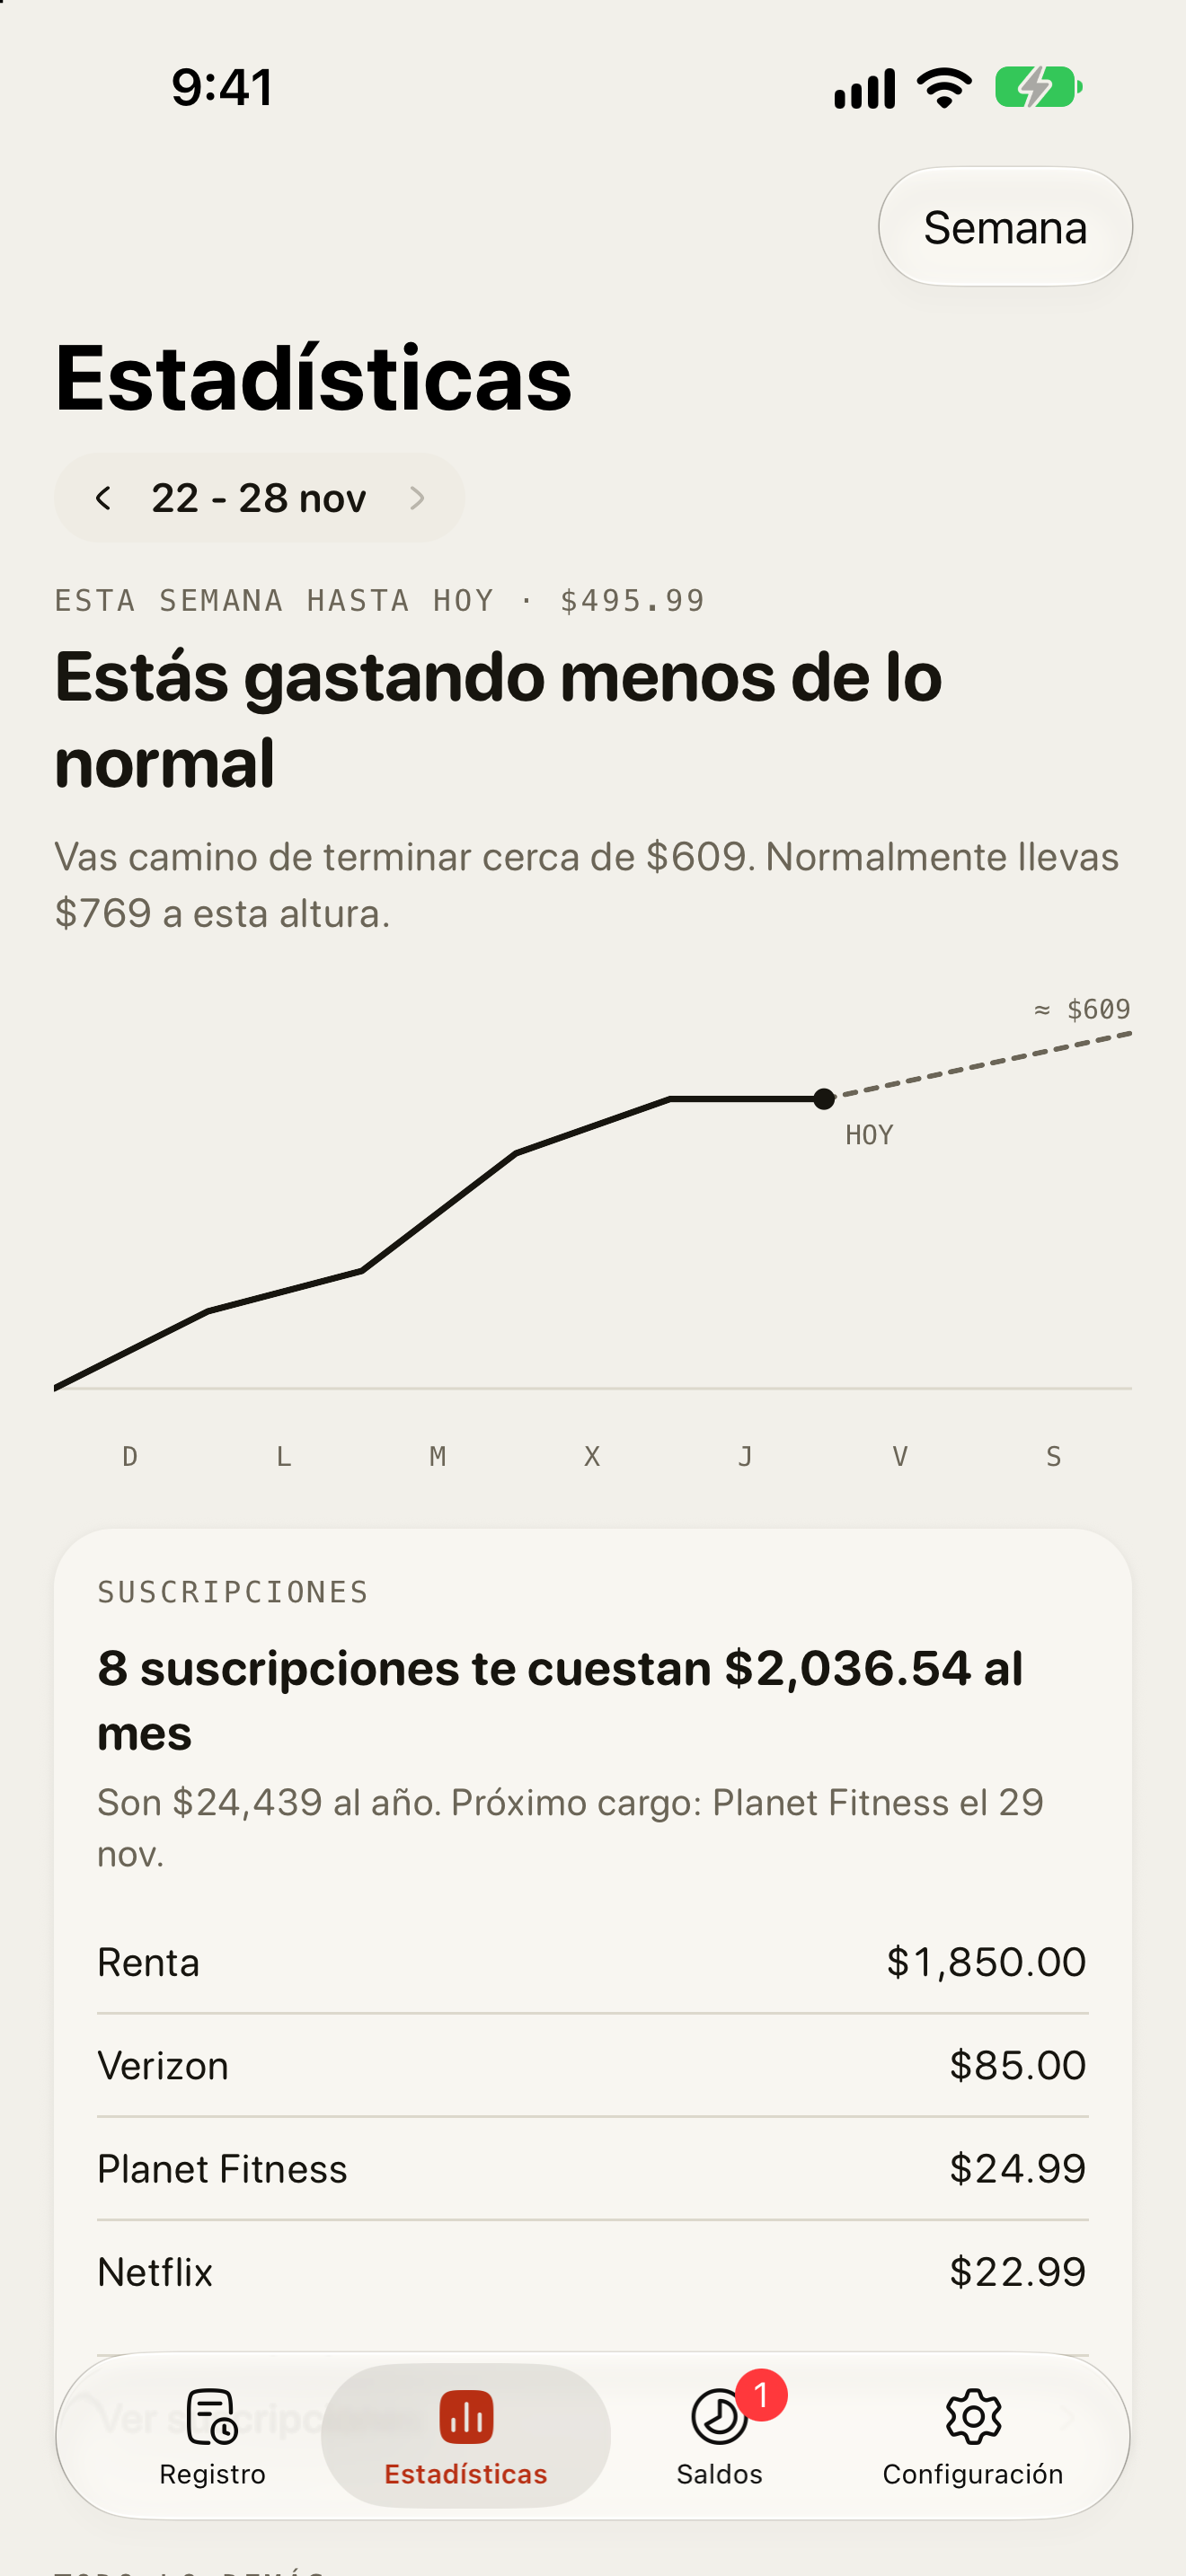 9:41
Semana
Estadísticas
22 - 28 nov
ESTA SEMANA HASTA HOY · $495.99
Estás gastando menos de lo
normal
Vas camino de terminar cerca de $609. Normalmente llevas
$769 a esta altura.
≈ $609
HOY
D L M X J V S
SUSCRIPCIONES
8 suscripciones te cuestan $2,036.54 al
mes
Son $24,439 al año. Próximo cargo: Planet Fitness el 29
nov.
Renta $1,850.00
Verizon $85.00
Planet Fitness $24.99
Netflix $22.99
Ver
1
Registro Estadísticas Saldos Configuración